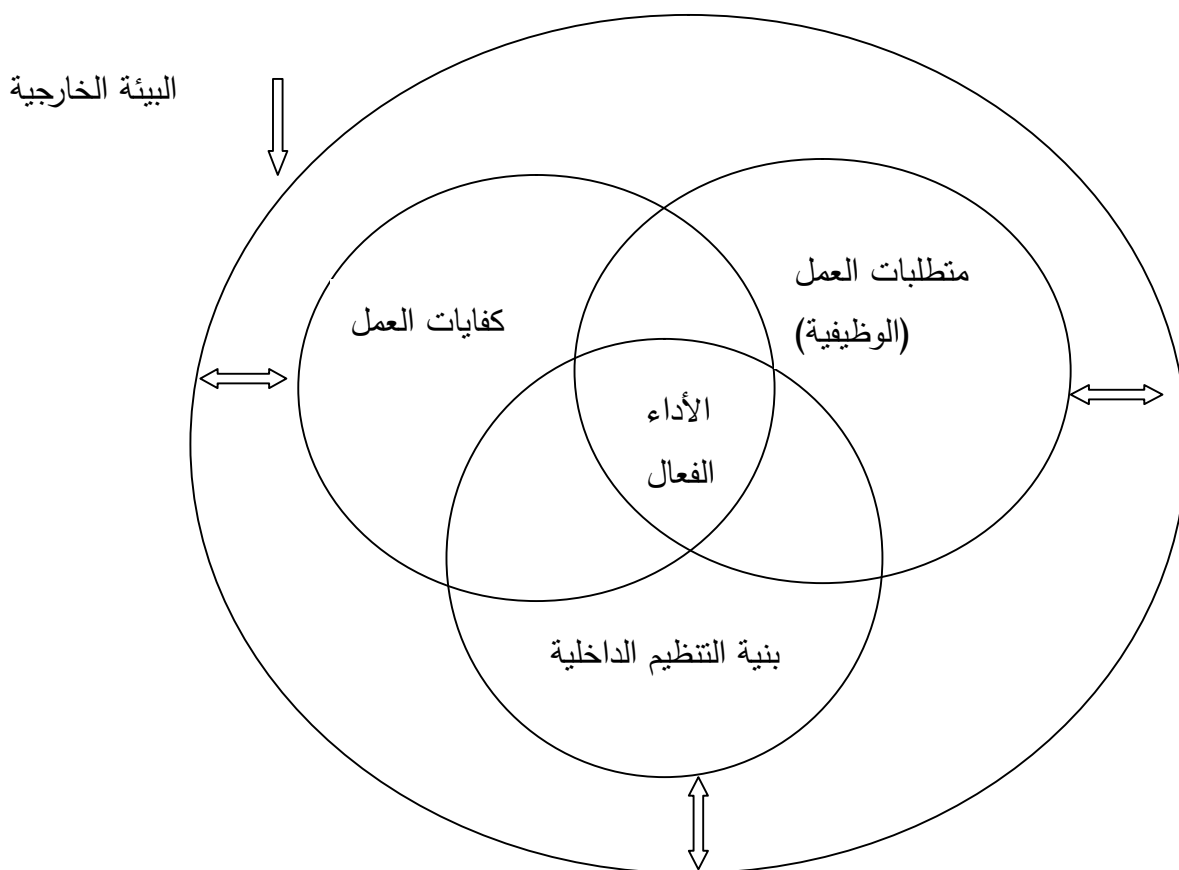 البيئة الخارجية
متطلبات العمل
(الوظيفية)
كفايات العمل
الأداء
الفعال
بنية التنظيم الداخلية